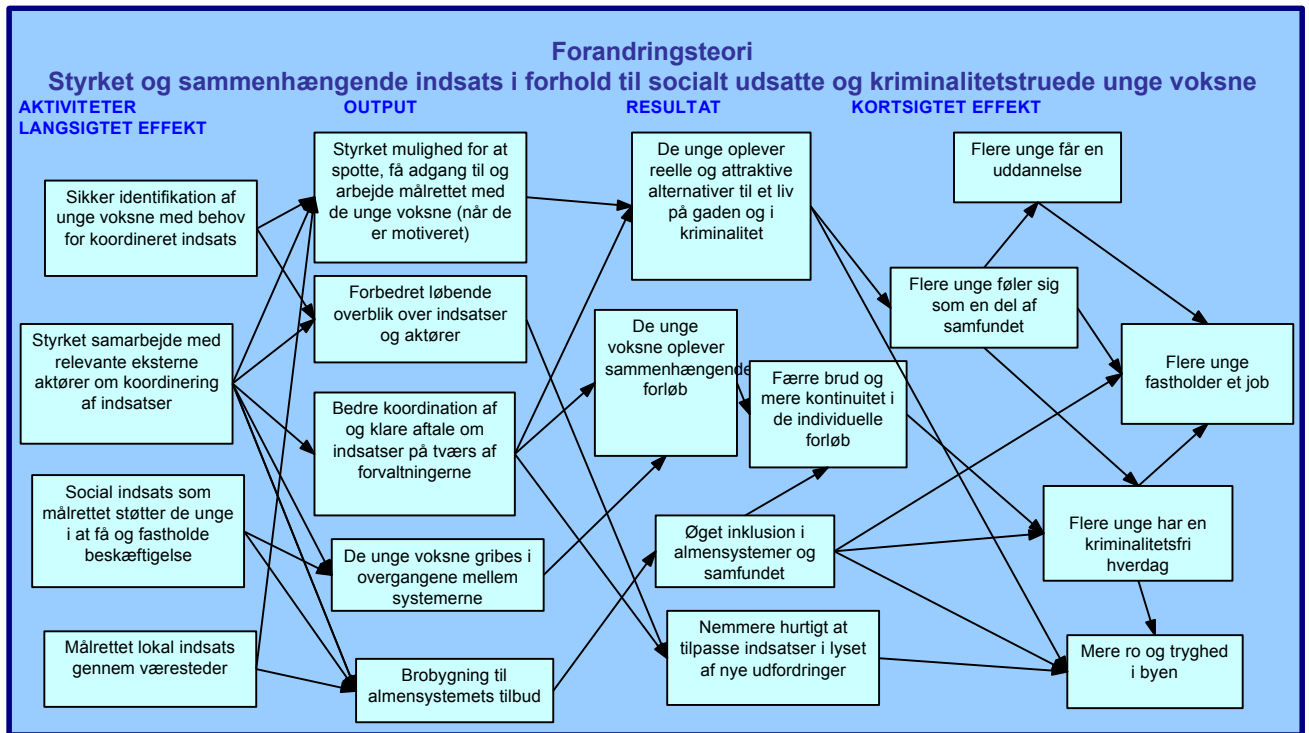 Forandringsteori
Styrket og sammenhængende indsats i forhold til socialt udsatte og kriminalitetstruede unge voksne
AKTIVITETER
OUTPUT
RESULTAT
KORTSIGTET EFFEKT
LANGSIGTET EFFEKT
Sikker identifikation af
unge voksne med behov
for koordineret indsats
Styrket samarbejde med
relevante eksterne
aktører om koordinering
af indsatser
Social indsats som
målrettet støtter de unge
i at få og fastholde
beskæftigelse
Målrettet lokal indsats
gennem væresteder
Styrket mulighed for at
spotte, få adgang til og
arbejde målrettet med
de unge voksne (når de
er motiveret)
Forbedret løbende
overblik over indsatser
og aktører
Bedre koordination af
og klare aftale om
indsatser på tværs af
forvaltningerne
De unge voksne gribes i
overgangene mellem
systemerne
Brobygning til
almensystemets tilbud
De unge oplever
reelle og attraktive
alternativer til et liv
på gaden og i
kriminalitet
De unge
voksne oplever
sammenhængende
forløb
Færre brud og
mere kontinuitet i
de individuelle
forløb
Øget inklusion i
almensystemer og
samfundet
Nemmere hurtigt at
tilpasse indsatser i lyset
af nye udfordringer
Flere unge får en
uddannelse
Flere unge føler sig
som en del af
samfundet
Flere unge
fastholder et job
Flere unge har en
kriminalitetsfri
hverdag
Mere ro og tryghed
i byen